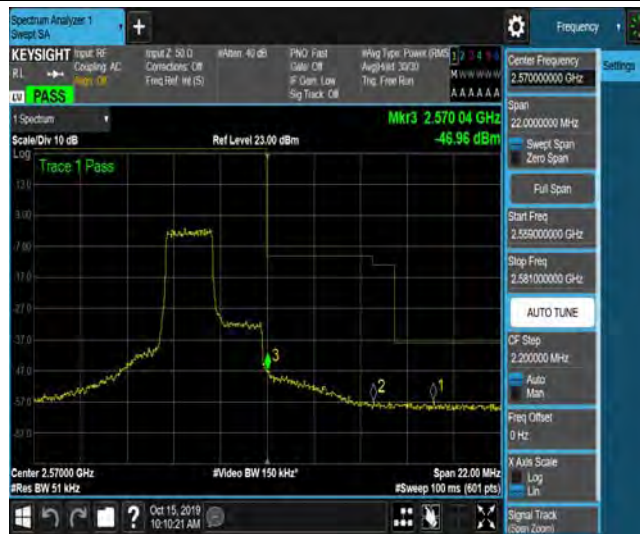 Spectrum Analyzer 1
Swept SA
+
Frequency
KEYSIGHT
RL
Input: RF
Coupling: AC
Align: Off
Input Z: 50 Ω
Corrections: Off
Freq Ref: Int (S)
#Atten: 40 dB
PNO: Fast
Gate: Off
IF Gain: Low
Sig Track: Off
#Avg Type: Power (RMS
Avg|Hold: 30/30
Trig: Free Run
1 2 3 4 5 6
M W W W W W
A A A A A A
LV PASS
1 Spectrum
Mkr3 2.570 04 GHz
Scale/Div 10 dB
Ref Level 23.00 dBm
-46.96 dBm
Log
Trace 1 Pass
13.0
3.00
-7.00
-17.0
-27.0
-37.0
-47.0
-57.0
-67.0
3
2
1
Center 2.57000 GHz
#Video BW 150 kHz*
Span 22.00 MHz
#Res BW 51 kHz
#Sweep 100 ms (601 pts)
?
Oct 15, 2019
10:10:21 AM
Center Frequency
2.570000000 GHz
Settings
Span
22.0000000 MHz
Swept Span
Zero Span
Full Span
Start Freq
2.559000000 GHz
Stop Freq
2.581000000 GHz
AUTO TUNE
CF Step
2.200000 MHz
Auto
Man
Freq Offset
0 Hz
X Axis Scale
Log
Lin
Signal Track
(Span Zoom)